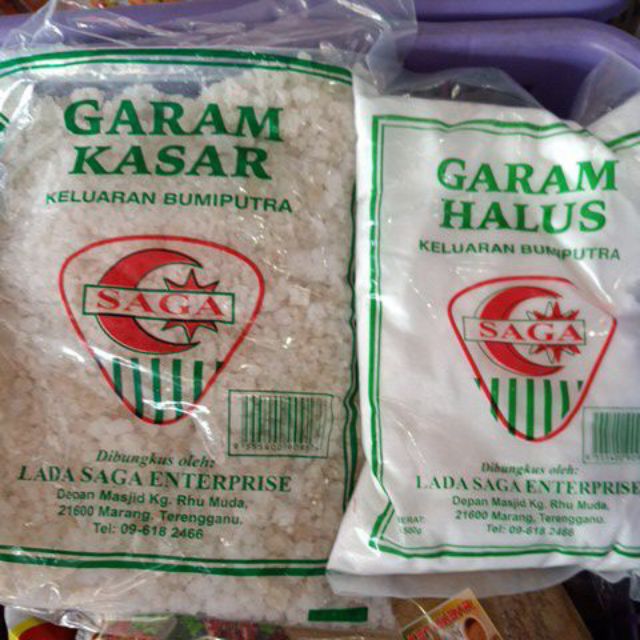 GARAM
KASAR
KELUARAN BUMIPUTRA
SAGA
Dibungkus oleh:
LADA SAGA ENTERPRISE
Depan Masjid Kg. Rhu Muda,
21600 Marang, Terengganu.
Tel: 09-618 2466
GARAM
HALUS
KELUARAN BUMIPUTRA
SAGA
Dibungkus oleh:
LADA SAGA ENTERPRISE
Depan Masjid Kg. Rhu Muda,
21600 Marang, Terengganu.
Tel: 09-618 2466